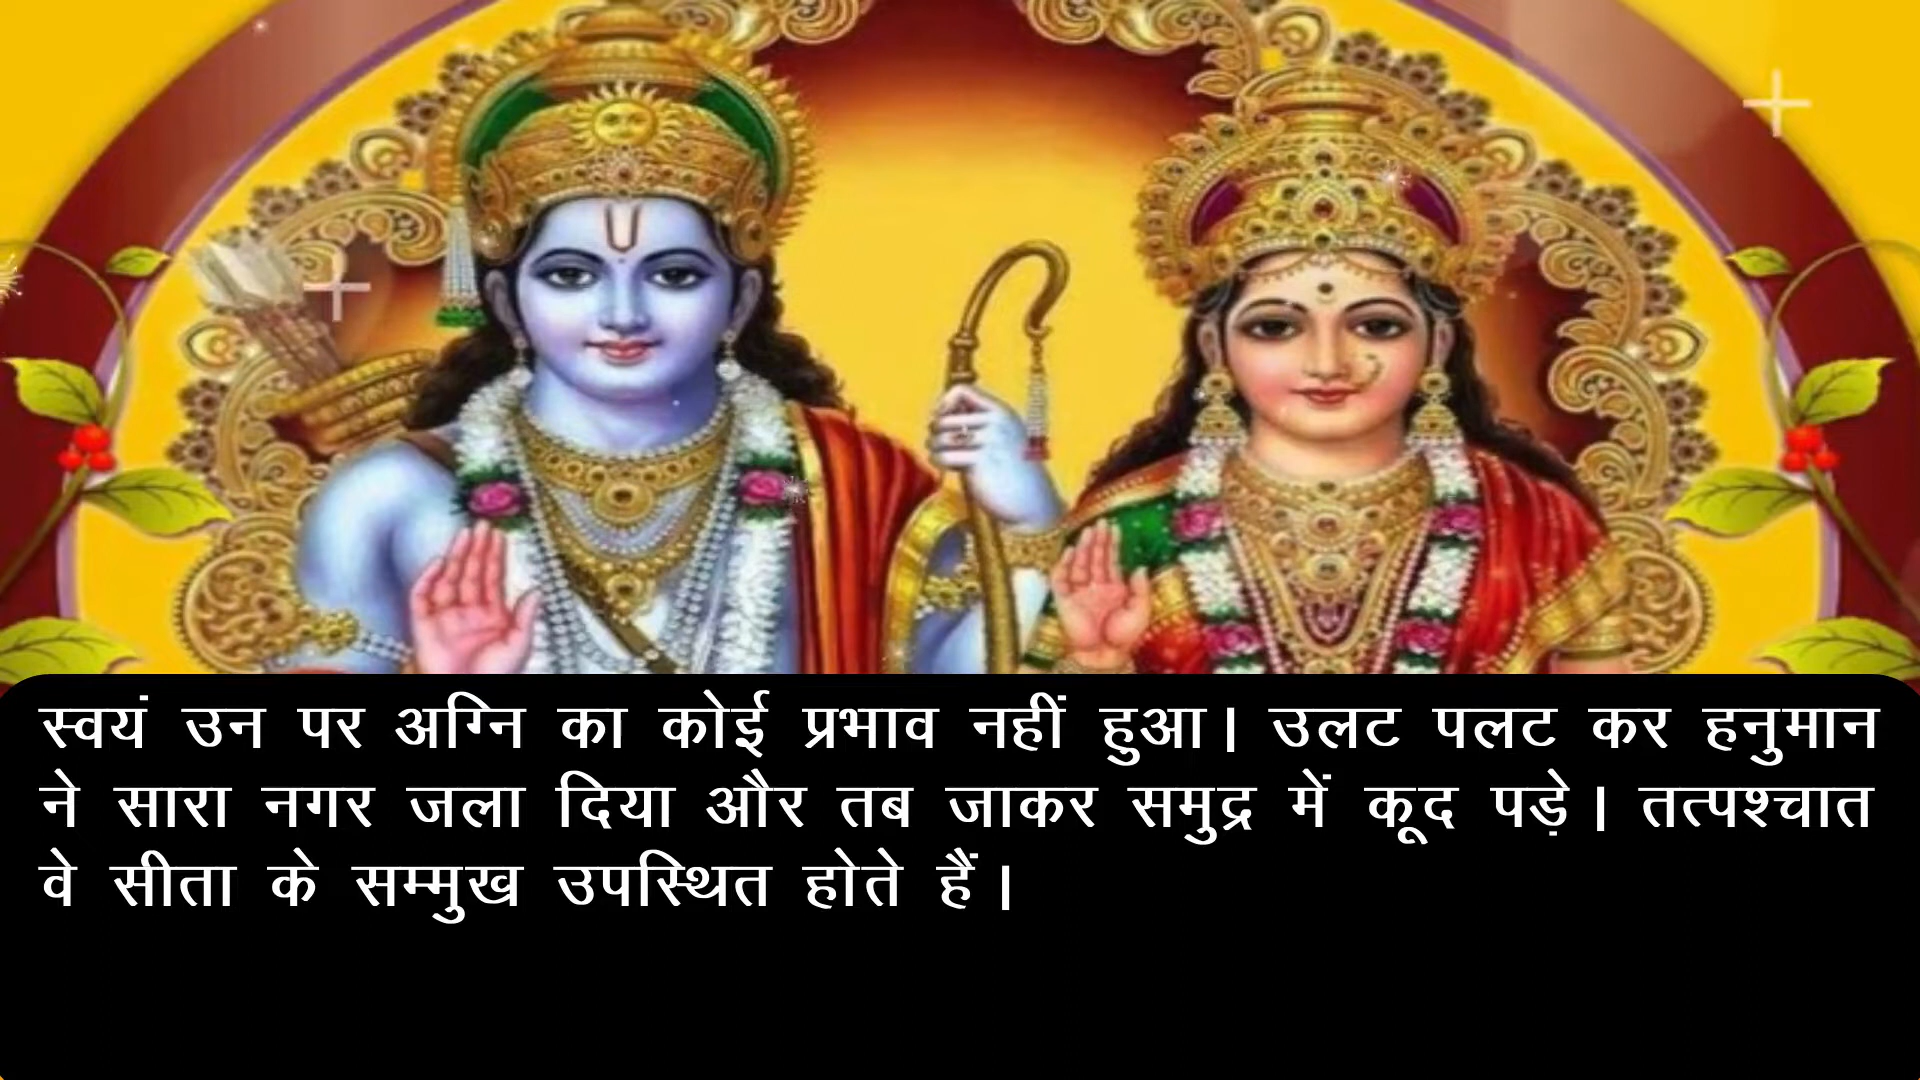 स्वयं उन पर अग्नि का कोई प्रभाव नहीं हुआ। उलट पलट कर हनुमान
ने सारा नगर जला दिया और तब जाकर समुद्र में कूद पड़े। तत्पश्चात
वे सीता के सम्मुख उपस्थित होते हैं।